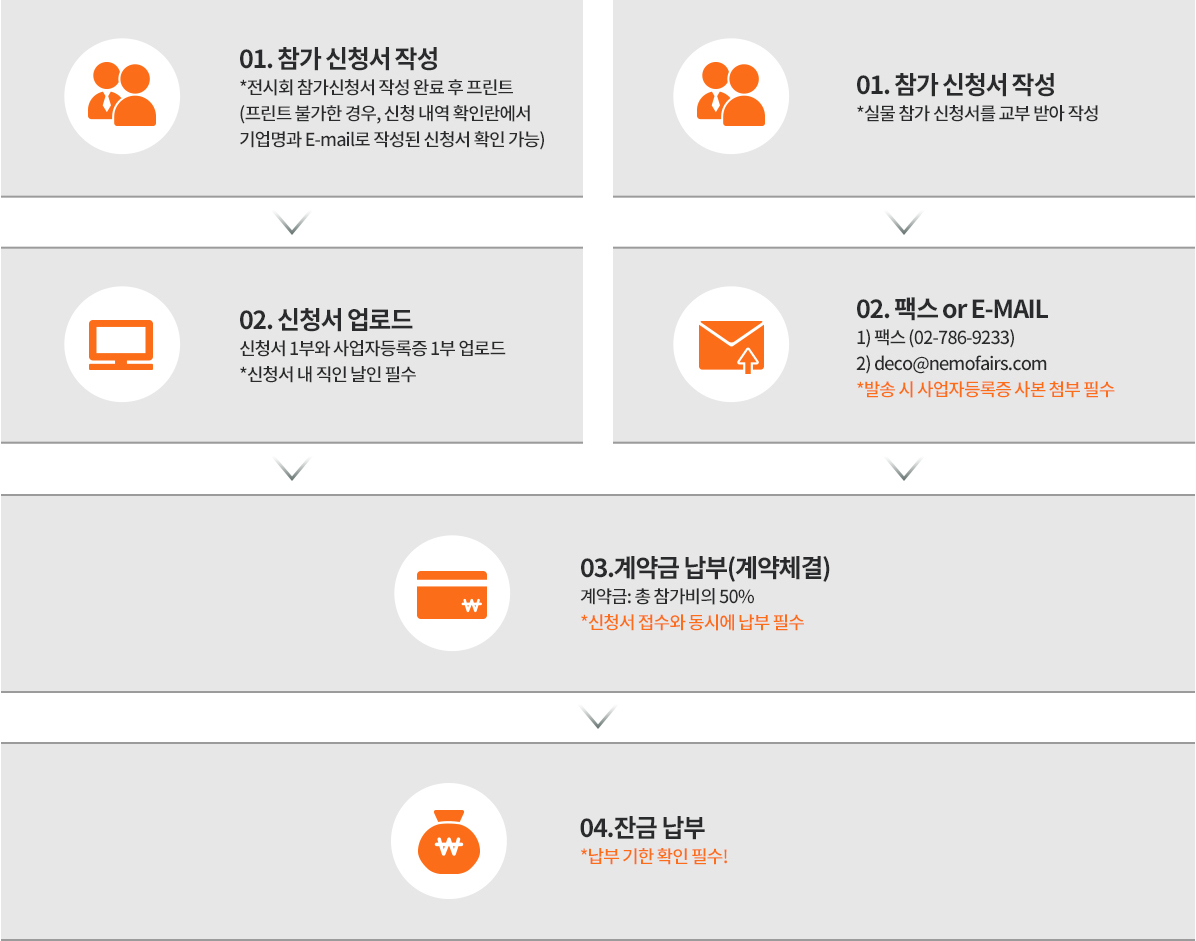 01. 참가 신청서 작성
*전시회 참가신청서 작성 완료 후 프린트
(프린트 불가한 경우, 신청 내역 확인란에서
기업명과 E-mail로 작성된 신청서 확인 가능)
01. 참가 신청서 작성
*실물 참가 신청서를 교부 받아 작성
02. 신청서 업로드
신청서 1부와 사업자등록증 1부 업로드
*신청서 내 직인 날인 필수
02. 팩스 or E-MAIL
1) 팩스 (02-786-9233)
2) deco@nemofairs.com
*발송 시 사업자등록증 사본 첨부 필수
03.계약금 납부(계약체결)
계약금: 총 참가비의 50%
*신청서 접수와 동시에 납부 필수
₩
04.잔금 납부
*납부 기한 확인 필수!
₩